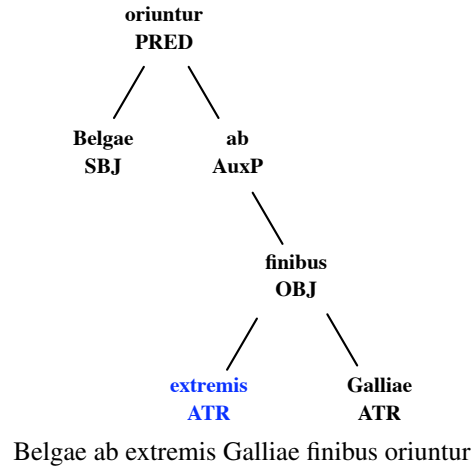 oriuntur
PRED
Belgae
SBJ
ab
AuxP
finibus
OBJ
extremis
ATR
Galliae
ATR
Belgae ab extremis Galliae finibus oriuntur